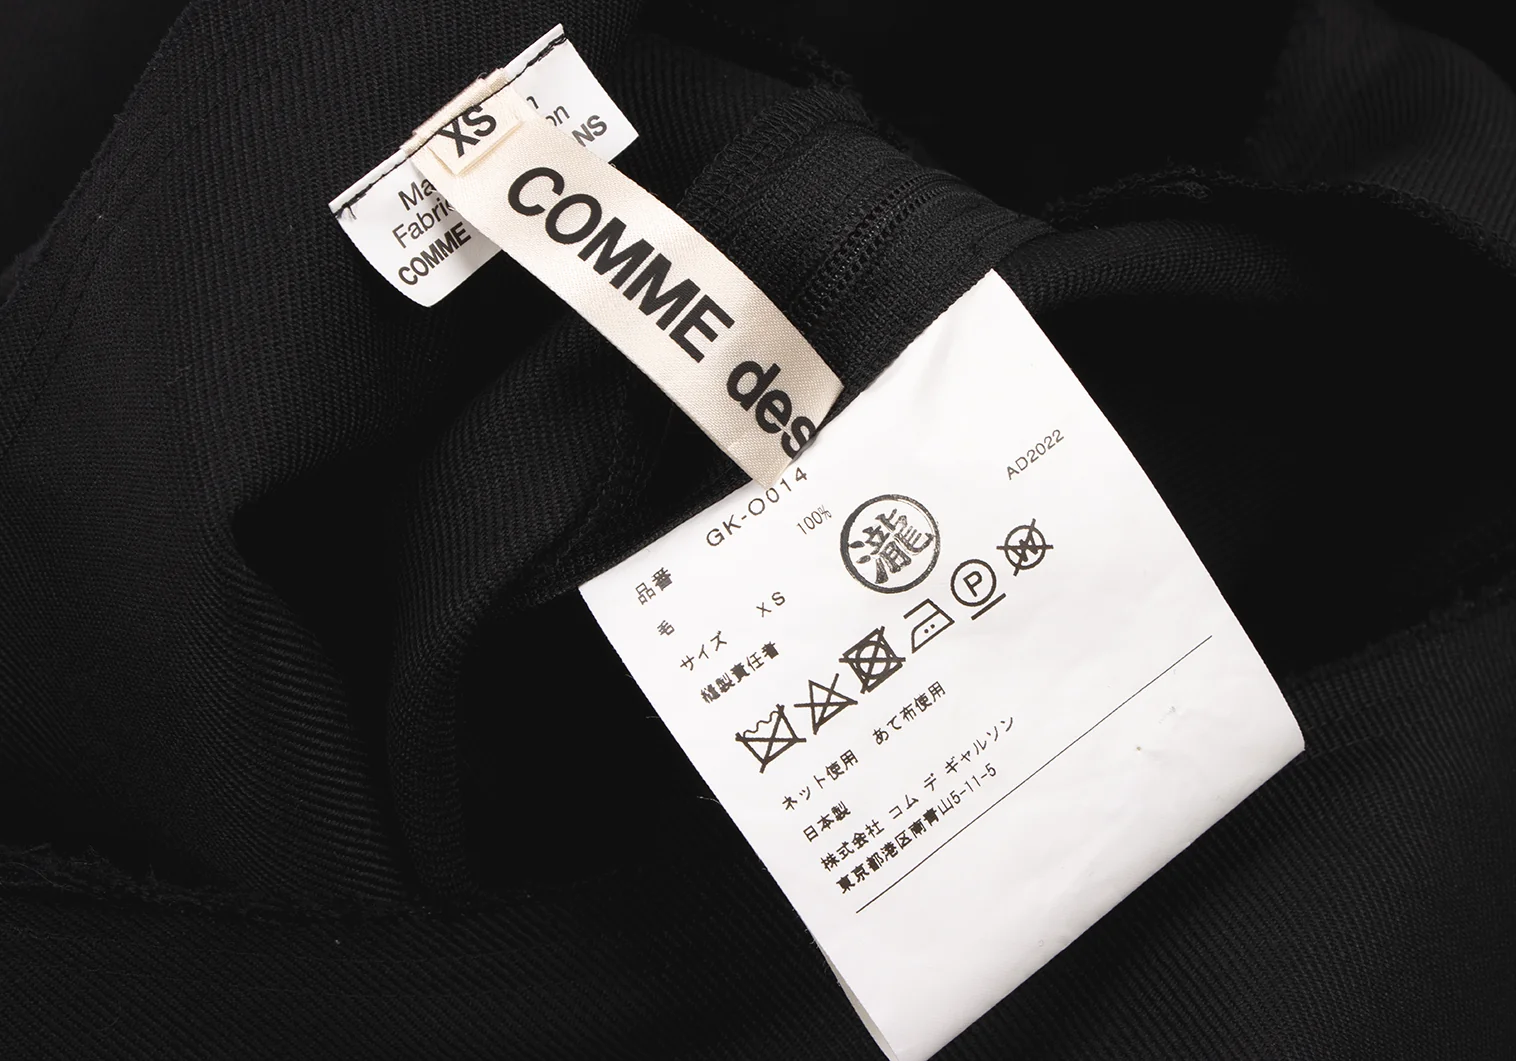 XS
COMME des
Ma
Fabric
COMME
n
on
NS
品番 GK-O014 AD2022
毛 100%
サイズ XS
縫製責任者 瀧
P
W
ネット使用 あて布使用
日本製
株式会社 コム デ ギャルソン
東京都港区南青山5-11-5